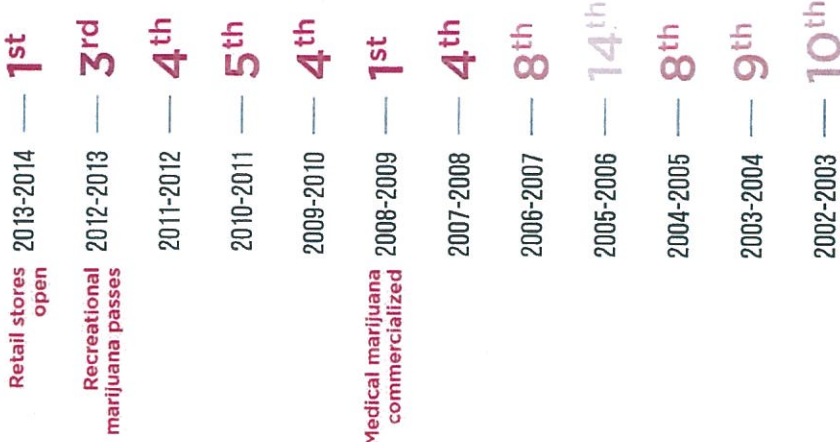 Retail stores
open
2013-2014 — 1st
Recreational
marijuana passes
2012-2013 — 3rd
2011-2012 — 4th
2010-2011 — 5th
2009-2010 — 4th
Medical marijuana
commercialized
2008-2009 — 1st
2007-2008 — 4th
2006-2007 — 8th
2005-2006 — 14th
2004-2005 — 8th
2003-2004 — 9th
2002-2003 — 10th